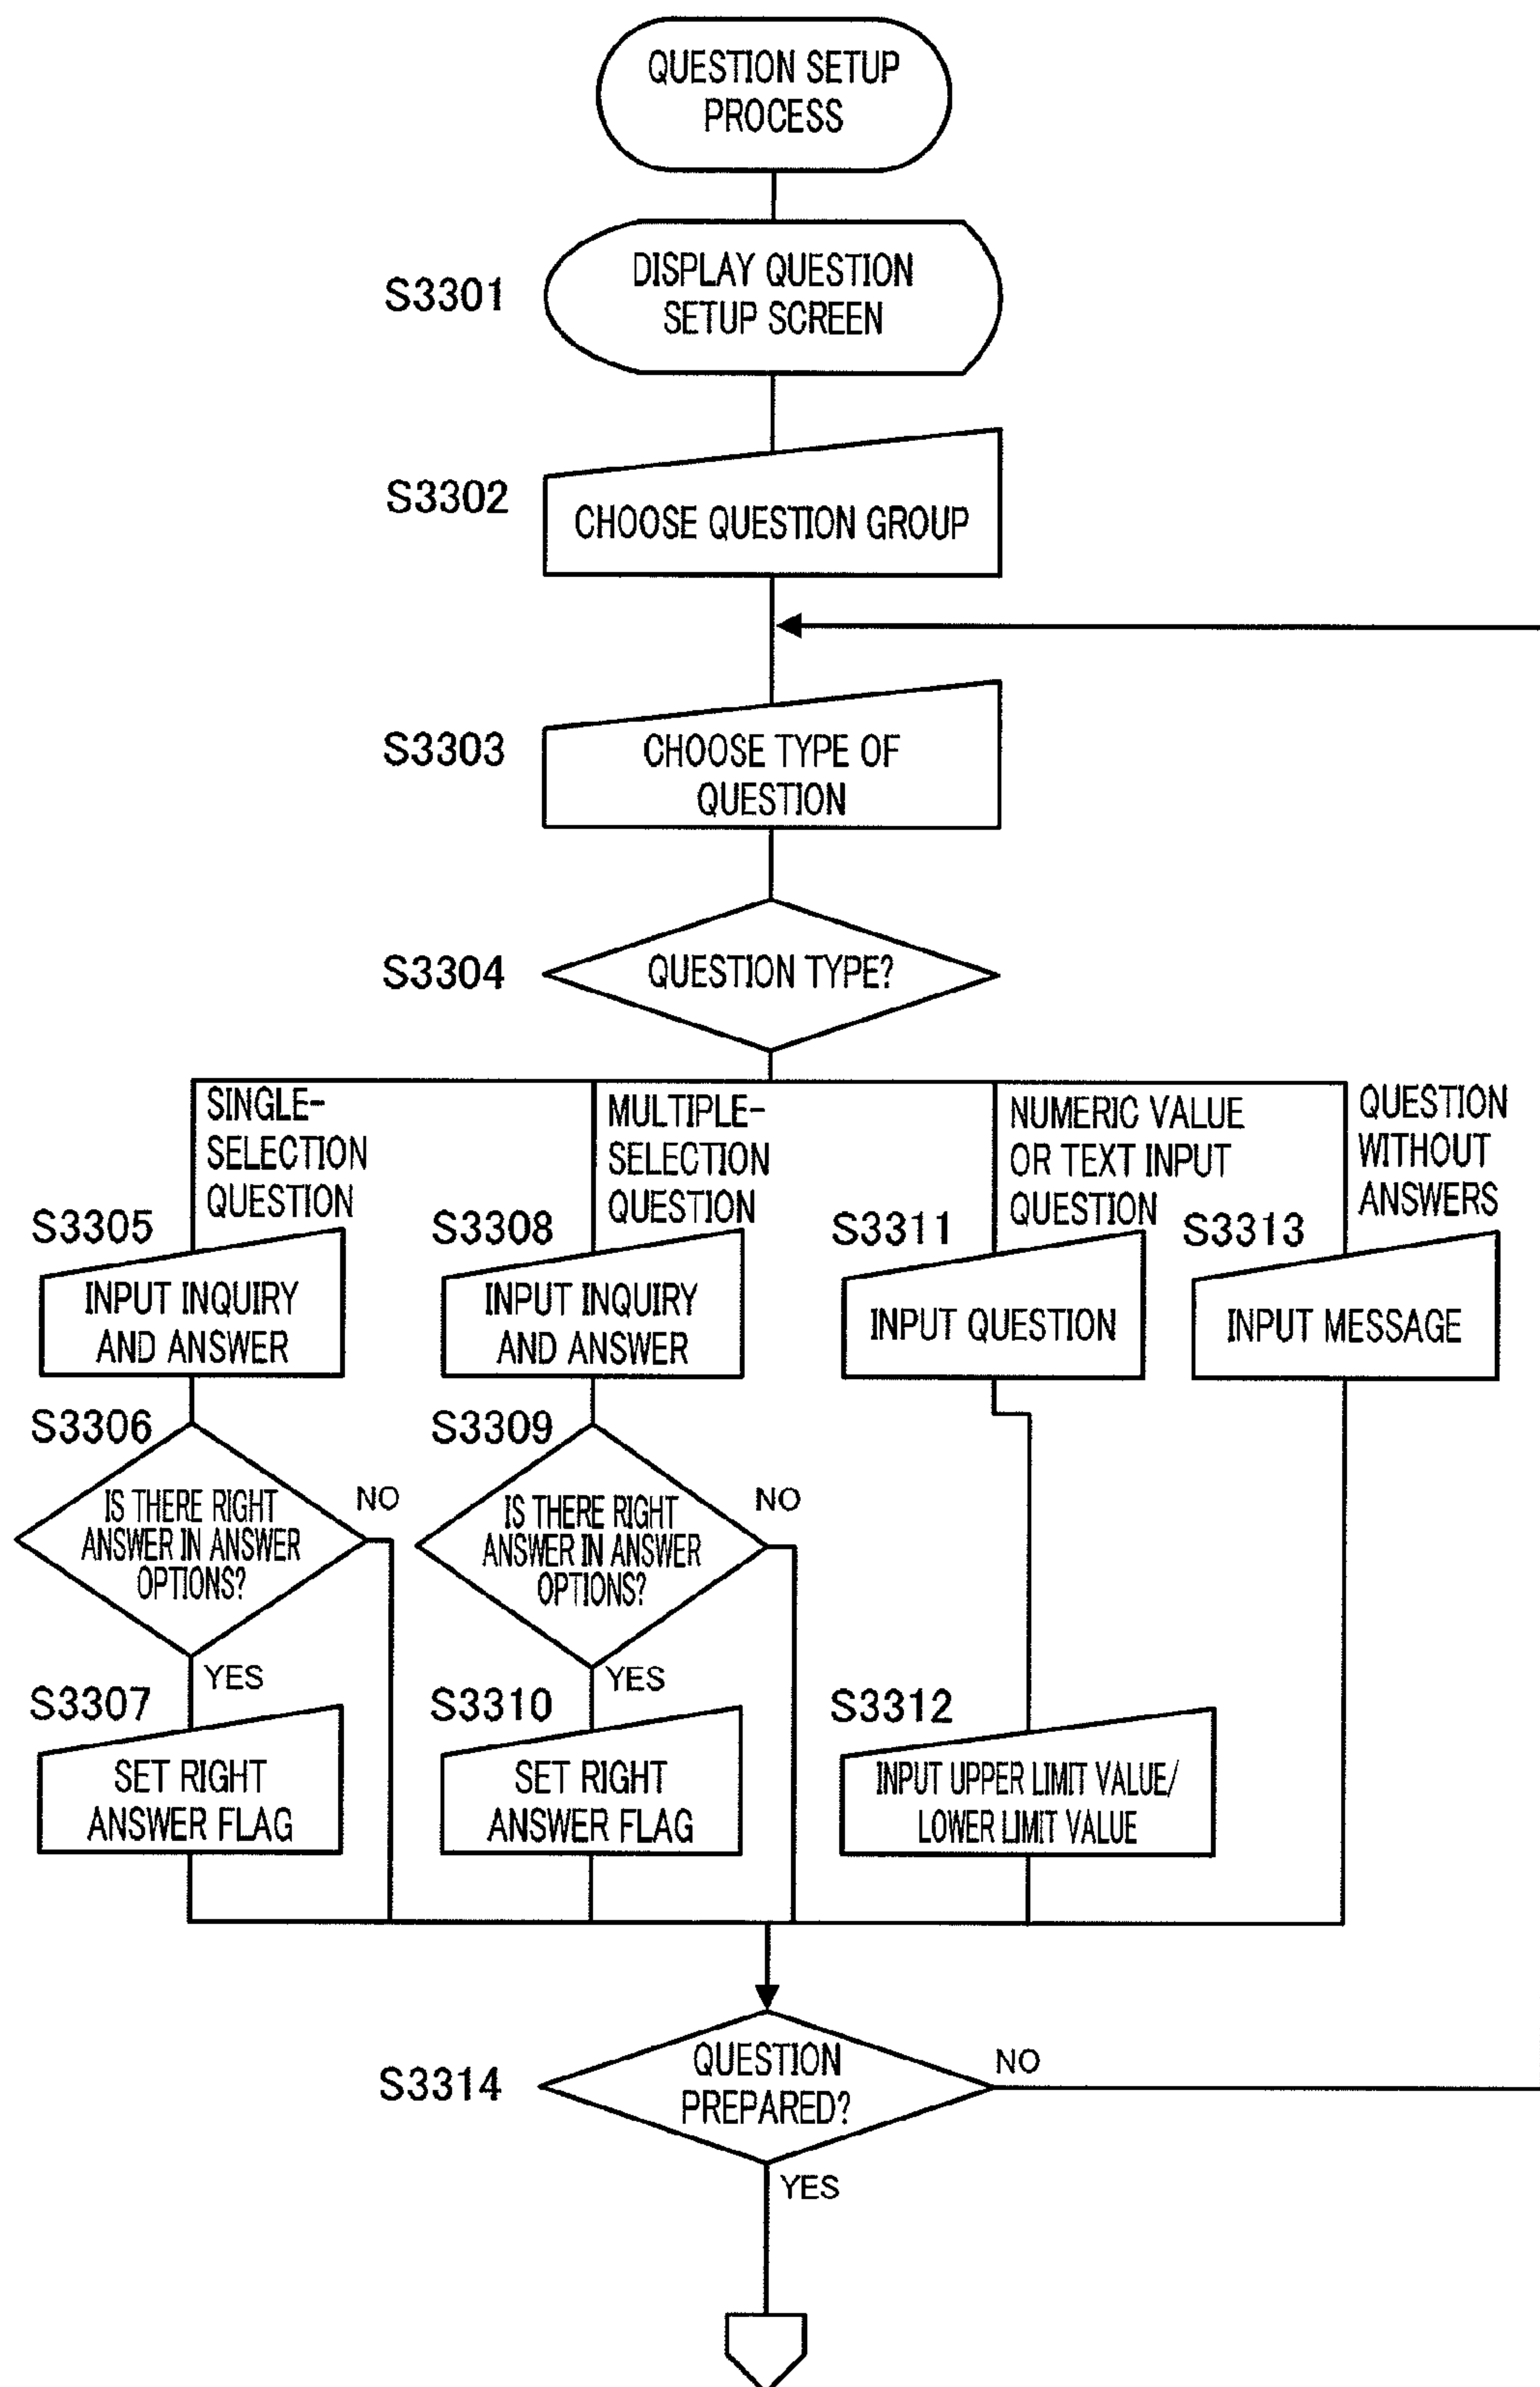 QUESTION SETUP
PROCESS
S3301
DISPLAY QUESTION
SETUP SCREEN
S3302
CHOOSE QUESTION GROUP
S3303
CHOOSE TYPE OF
QUESTION
S3304
QUESTION TYPE?
SINGLE-
SELECTION
QUESTION
MULTIPLE-
SELECTION
QUESTION
NUMERIC VALUE
OR TEXT INPUT
QUESTION
QUESTION
WITHOUT
ANSWERS
S3305
INPUT INQUIRY
AND ANSWER
S3308
INPUT INQUIRY
AND ANSWER
S3311
INPUT QUESTION
S3313
INPUT MESSAGE
S3306
IS THERE RIGHT
ANSWER IN ANSWER
OPTIONS?
NO
YES
S3309
IS THERE RIGHT
ANSWER IN ANSWER
OPTIONS?
NO
YES
S3307
SET RIGHT
ANSWER FLAG
S3310
SET RIGHT
ANSWER FLAG
S3312
INPUT UPPER LIMIT VALUE/
LOWER LIMIT VALUE
S3314
QUESTION
PREPARED?
NO
YES